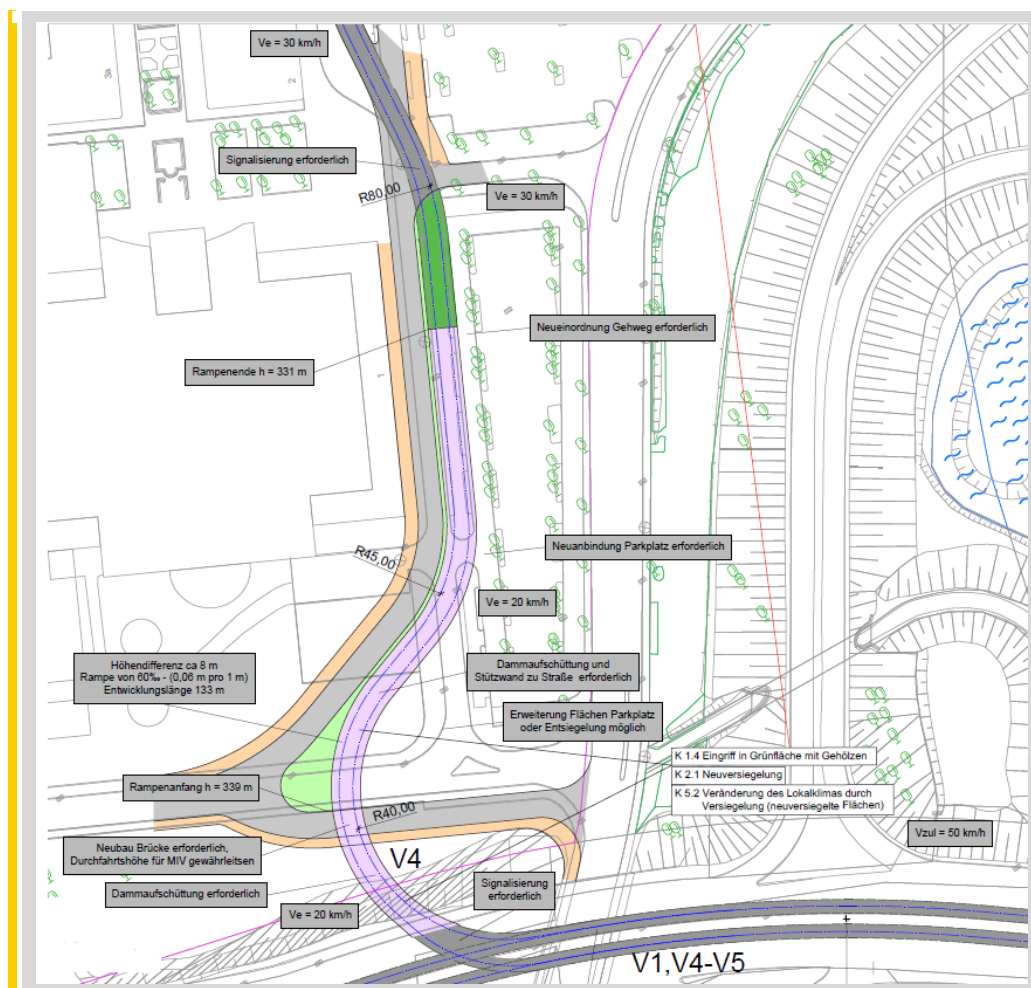 Ve = 30 km/h
3a
2
Signalisierung erforderlich
R80,00
Ve = 30 km/h
Neueinordnung Gehweg erforderlich
Rampenende h = 331 m
1
Neuanbindung Parkplatz erforderlich
R45,00
Ve = 20 km/h
Höhendifferenz ca 8 m
Rampe von 60‰ - (0,06 m pro 1 m)
Entwicklungslänge 133 m
Dammaufschüttung und
Stützwand zu Straße erforderlich
Erweiterung Flächen Parkplatz
oder Entsiegelung möglich
K 1.4 Eingriff in Grünfläche mit Gehölzen
K 2.1 Neuversiegelung
K 5.2 Veränderung des Lokalklimas durch
Versiegelung (neuversiegelte Flächen)
Rampenanfang h = 339 m
R40,00
Vzul = 50 km/h
Neubau Brücke erforderlich,
Durchfahrtshöhe für MIV gewährleitsen
V4
Dammaufschüttung erforderlich
Signalisierung
erforderlich
Ve = 20 km/h
V1,V4-V5